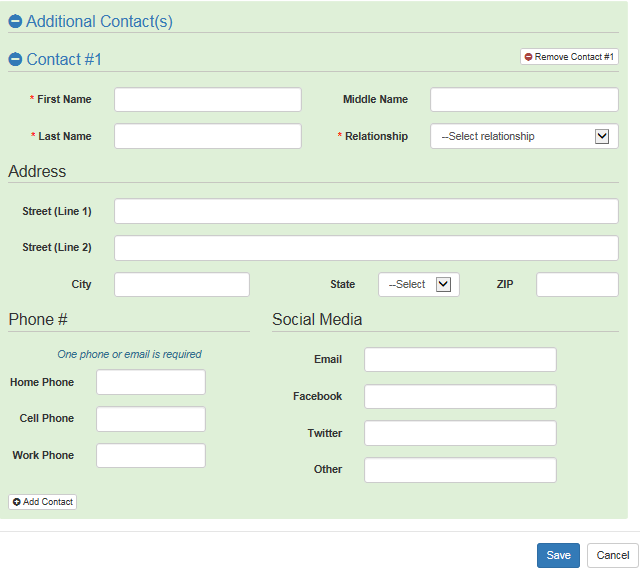 Additional Contact(s)
Contact #1
Remove Contact #1
* First Name
Middle Name
* Last Name
* Relationship
--Select relationship
Address
Street (Line 1)
Street (Line 2)
City
State
--Select
ZIP
Phone #
Social Media
One phone or email is required
Email
Home Phone
Facebook
Cell Phone
Twitter
Work Phone
Other
Add Contact
Save
Cancel